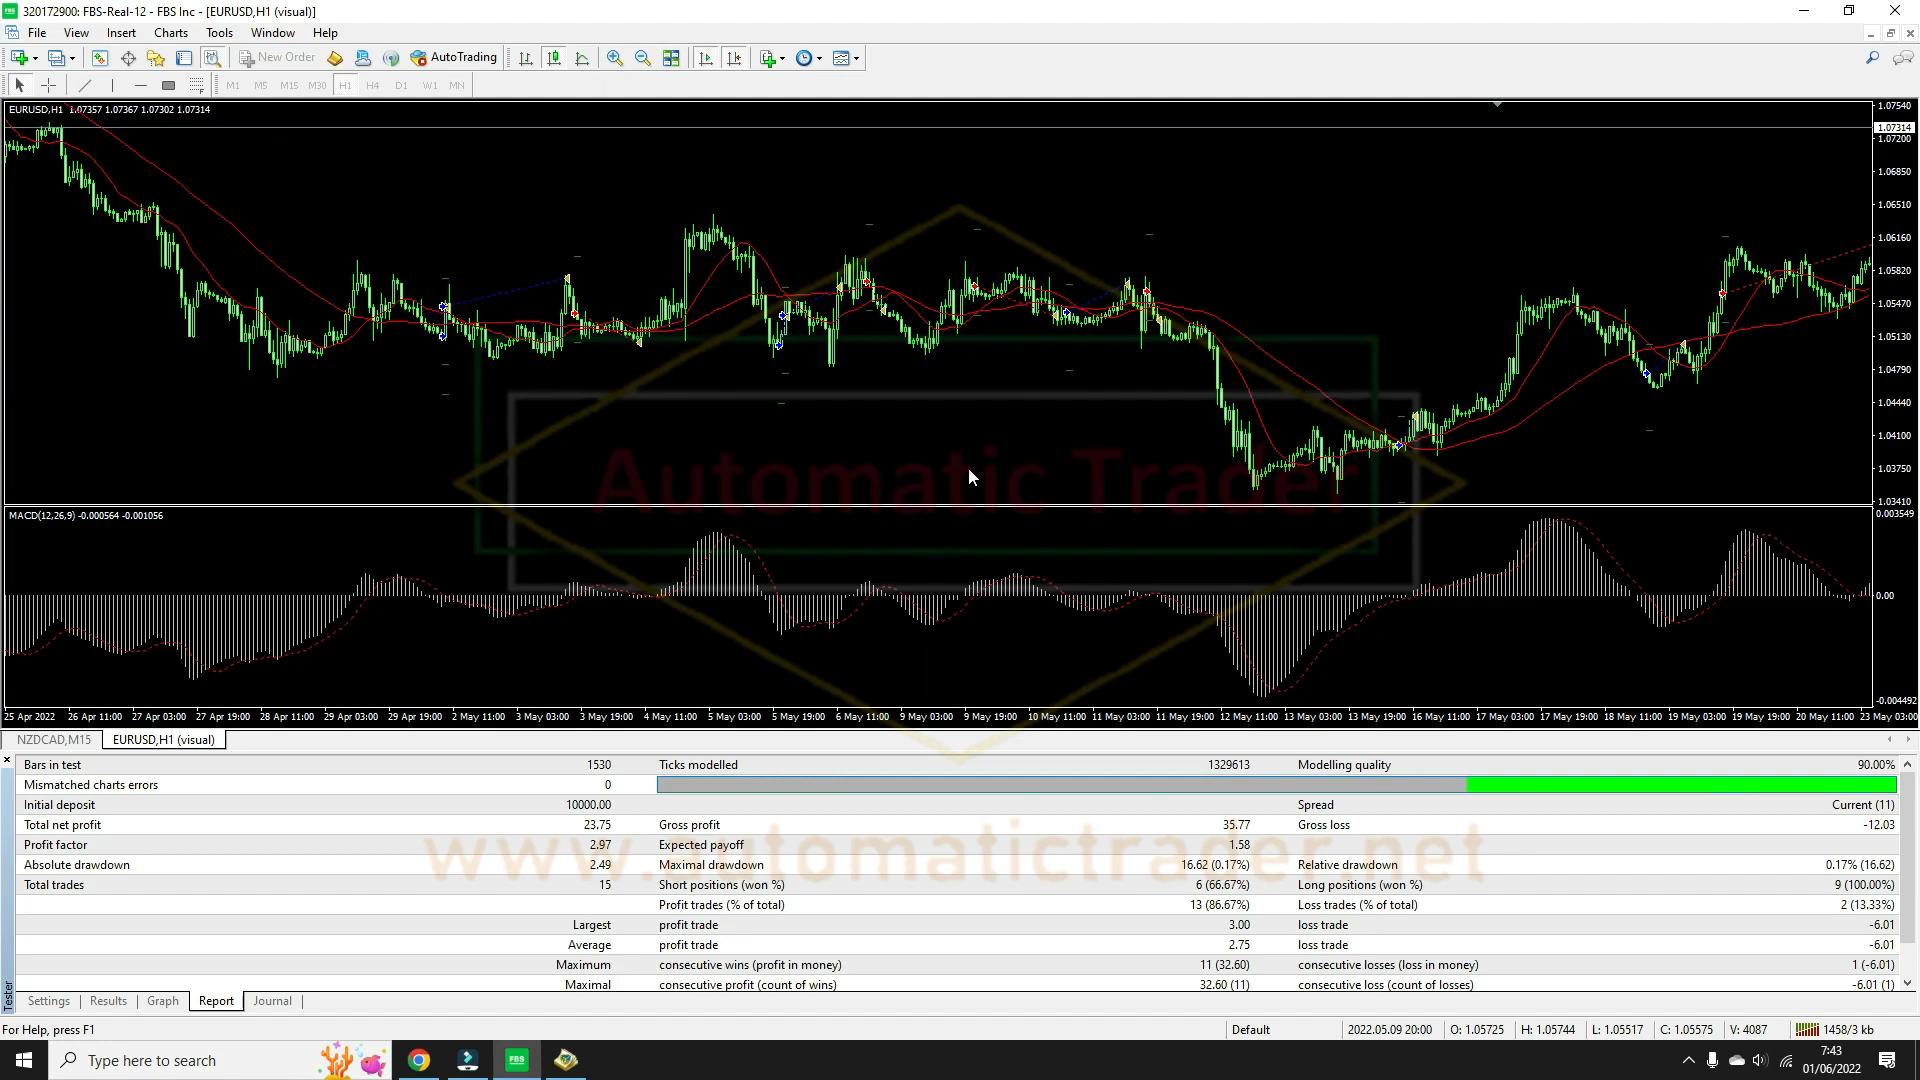 320172900: FBS-Real-12 - FBS Inc - [EURUSD,H1 (visual)]
File View Insert Charts Tools Window Help
New Order AutoTrading
M1 M5 M15 M30 H1 H4 D1 W1 MN
EURUSD,H1 1.07357 1.07367 1.07302 1.07314
1.07540
1.07314
1.07200
1.06850
1.06510
1.06160
1.05820
1.05470
1.05130
1.04790
1.04440
1.04100
1.03750
1.03410
Automatic Trader
MACD(12,26,9) -0.000564 -0.001056
0.003549
0.00
-0.004492
25 Apr 2022 26 Apr 11:00 27 Apr 03:00 27 Apr 19:00 28 Apr 11:00 29 Apr 03:00 29 Apr 19:00 2 May 11:00 3 May 03:00 3 May 19:00 4 May 11:00 5 May 03:00 5 May 19:00 6 May 11:00 9 May 03:00 9 May 19:00 10 May 11:00 11 May 03:00 11 May 19:00 12 May 11:00 13 May 03:00 13 May 19:00 16 May 11:00 17 May 03:00 17 May 19:00 18 May 11:00 19 May 03:00 19 May 19:00 20 May 11:00 23 May 03:00
NZDCAD,M15 EURUSD,H1 (visual)
Bars in test 1530 Ticks modelled 1329613 Modelling quality 90.00%
Mismatched charts errors 0
Initial deposit 10000.00 Spread Current (11)
Total net profit 23.75 Gross profit 35.77 Gross loss -12.03
Profit factor 2.97 Expected payoff 1.58
www.automatictrader.net
Absolute drawdown 2.49 Maximal drawdown 16.62 (0.17%) Relative drawdown 0.17% (16.62)
Total trades 15 Short positions (won %) 6 (66.67%) Long positions (won %) 9 (100.00%)
Profit trades (% of total) 13 (86.67%) Loss trades (% of total) 2 (13.33%)
Largest profit trade 3.00 loss trade -6.01
Average profit trade 2.75 loss trade -6.01
Maximum consecutive wins (profit in money) 11 (32.60) consecutive losses (loss in money) 1 (-6.01)
Maximal consecutive profit (count of wins) 32.60 (11) consecutive loss (count of losses) -6.01 (1)
Tester
Settings Results Graph Report Journal
For Help, press F1 Default 2022.05.09 20:00 O: 1.05725 H: 1.05744 L: 1.05517 C: 1.05575 V: 4087 1458/3 kb
Type here to search FBS 7:43
01/06/2022